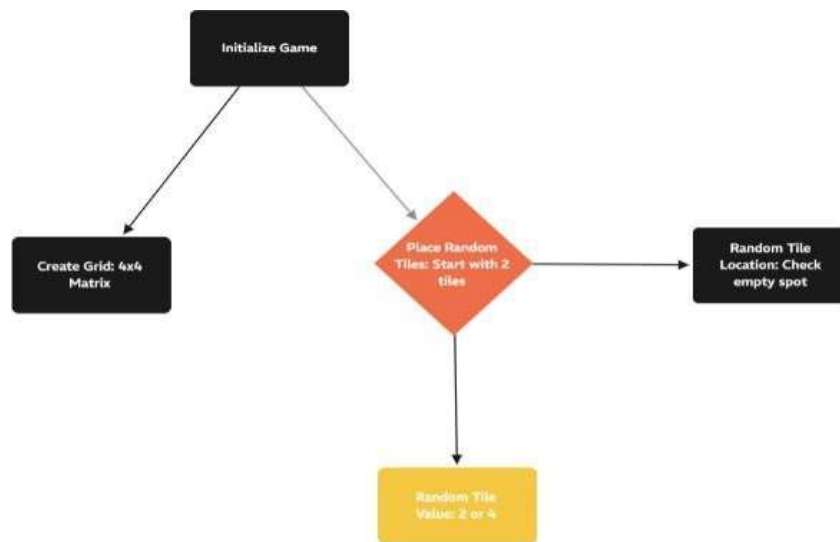 Initialize Game
Create Grid: 4x4
Matrix
Place Random
Tiles: Start with 2
tiles
Random Tile
Location: Check
empty spot
Random Tile
Value: 2 or 4